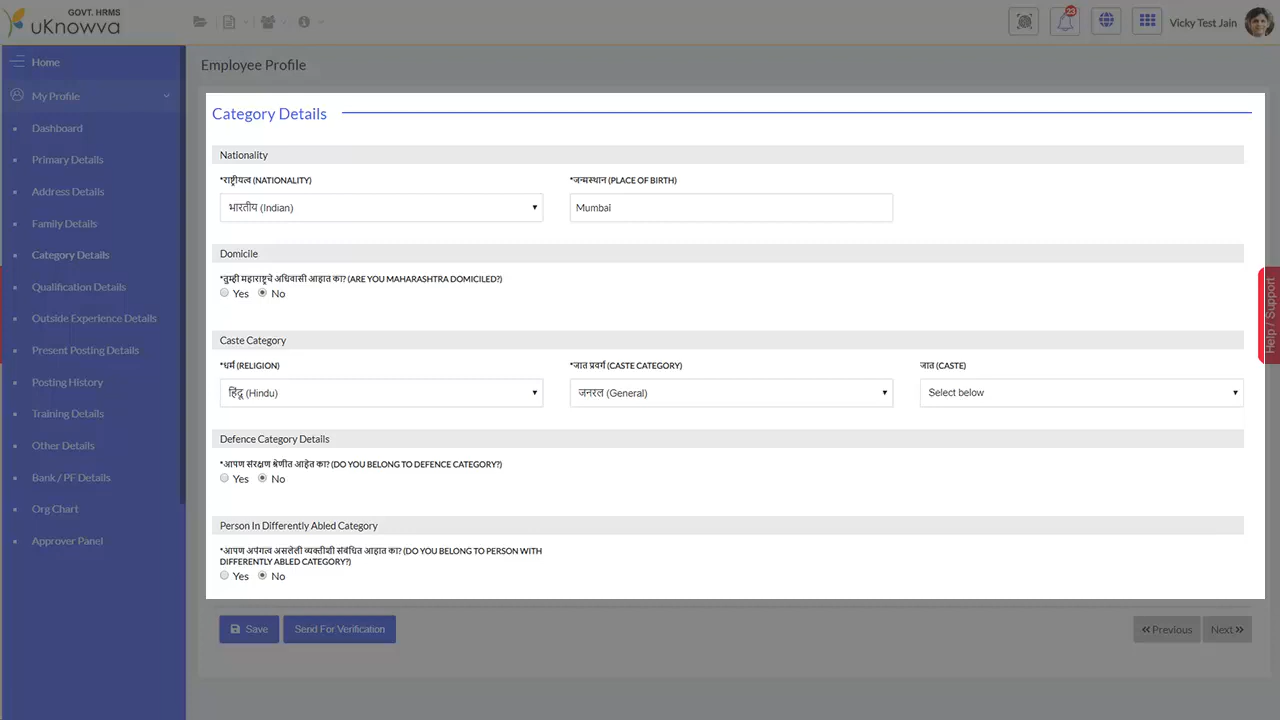 GOVT. HRMS
uKnowva
23
Vicky Test Jain
Home
My Profile
Dashboard
Primary Details
Address Details
Family Details
Category Details
Qualification Details
Outside Experience Details
Present Posting Details
Posting History
Training Details
Other Details
Bank / PF Details
Org Chart
Approver Panel
Employee Profile
Category Details
Nationality
*राष्ट्रीयत्व (NATIONALITY) *जन्मस्थान (PLACE OF BIRTH)
भारतीय (Indian) Mumbai
Domicile
*तुम्ही महाराष्ट्रचे अधिवासी आहात का? (ARE YOU MAHARASHTRA DOMICILED?)
Yes No
Caste Category
*धर्म (RELIGION) *जात प्रवर्ग (CASTE CATEGORY) जात (CASTE)
हिंदू (Hindu) जनरल (General) Select below
Defence Category Details
*आपण संरक्षण श्रेणीत आहेत का? (DO YOU BELONG TO DEFENCE CATEGORY?)
Yes No
Person In Differently Abled Category
*आपण अपंगत्व असलेली व्यक्तीशी संबंधित आहात का? (DO YOU BELONG TO PERSON WITH
DIFFERENTLY ABLED CATEGORY?)
Yes No
Save Send For Verification Previous Next
Help / Support